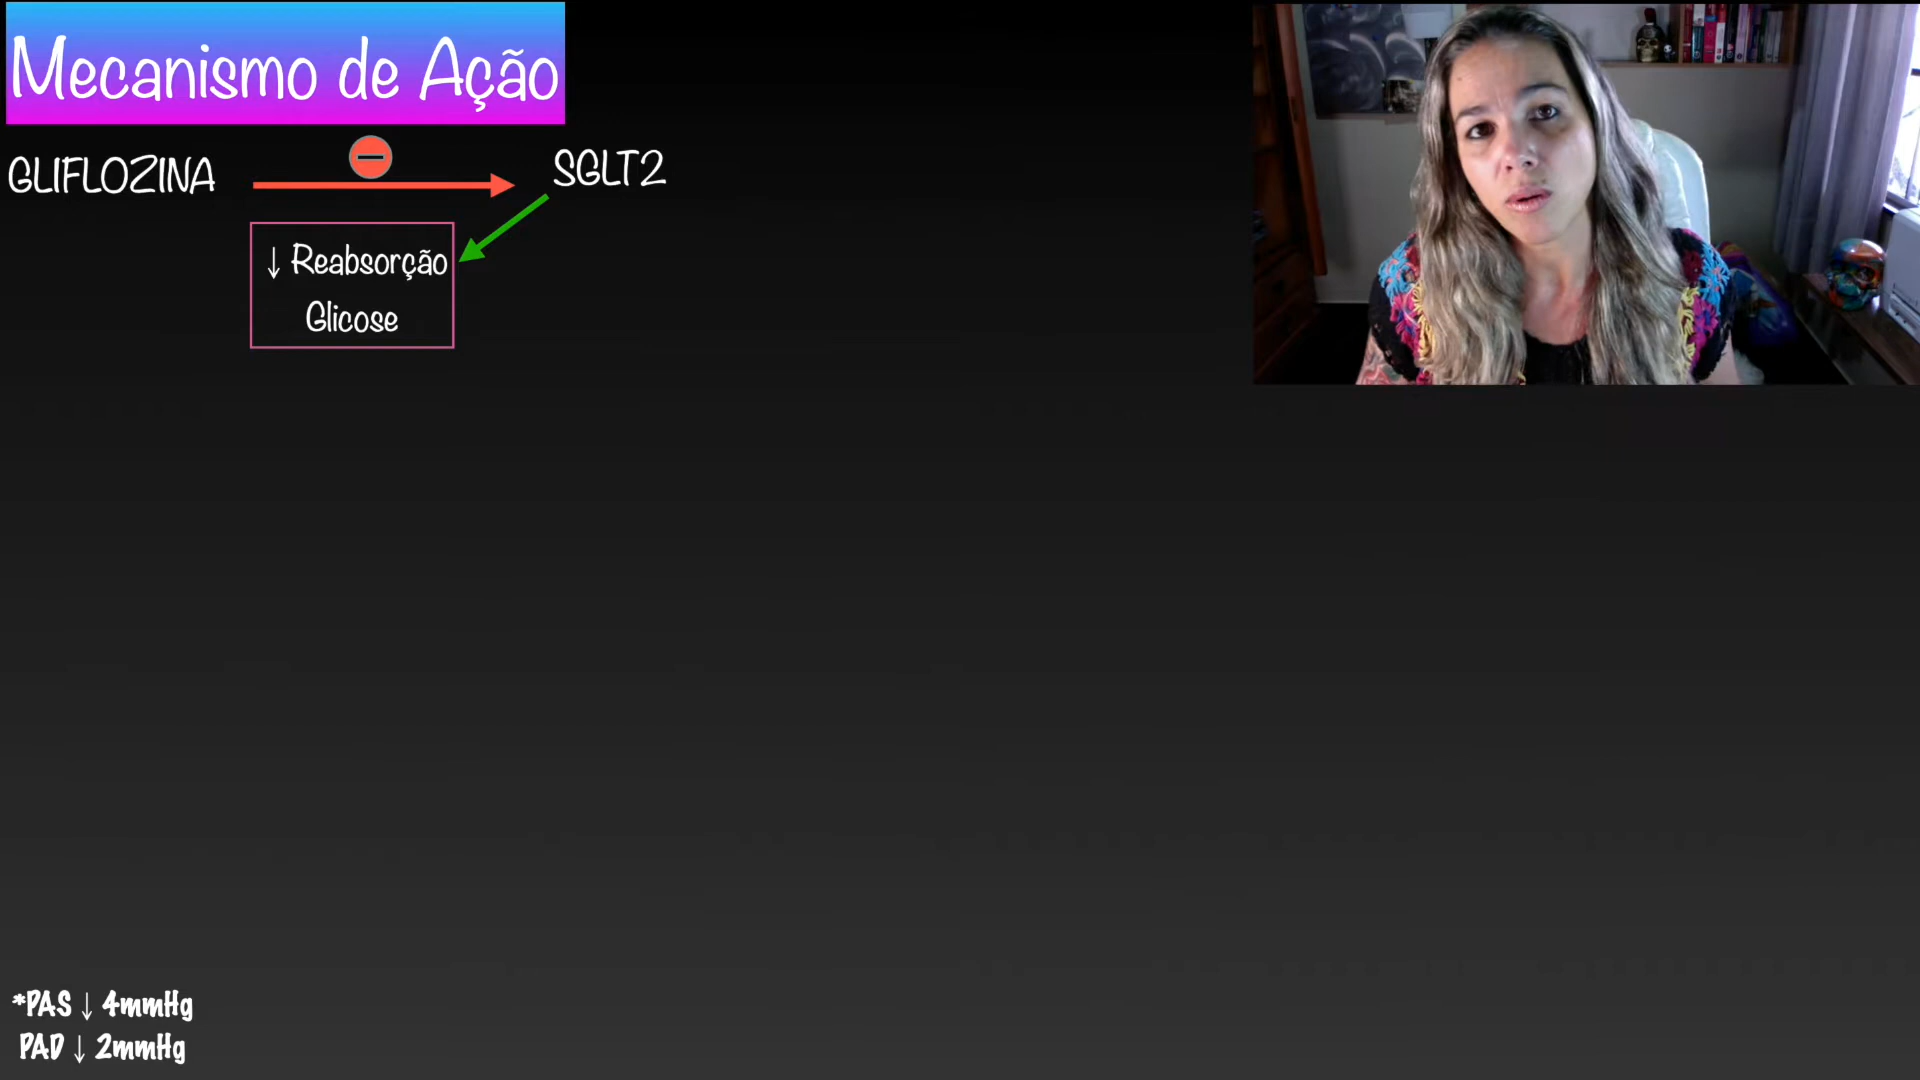 Mecanismo de Ação
GLIFLOZINA
SGLT2
↓ Reabsorção
Glicose
*PAS ↓ 4mmHg
PAD ↓ 2mmHg